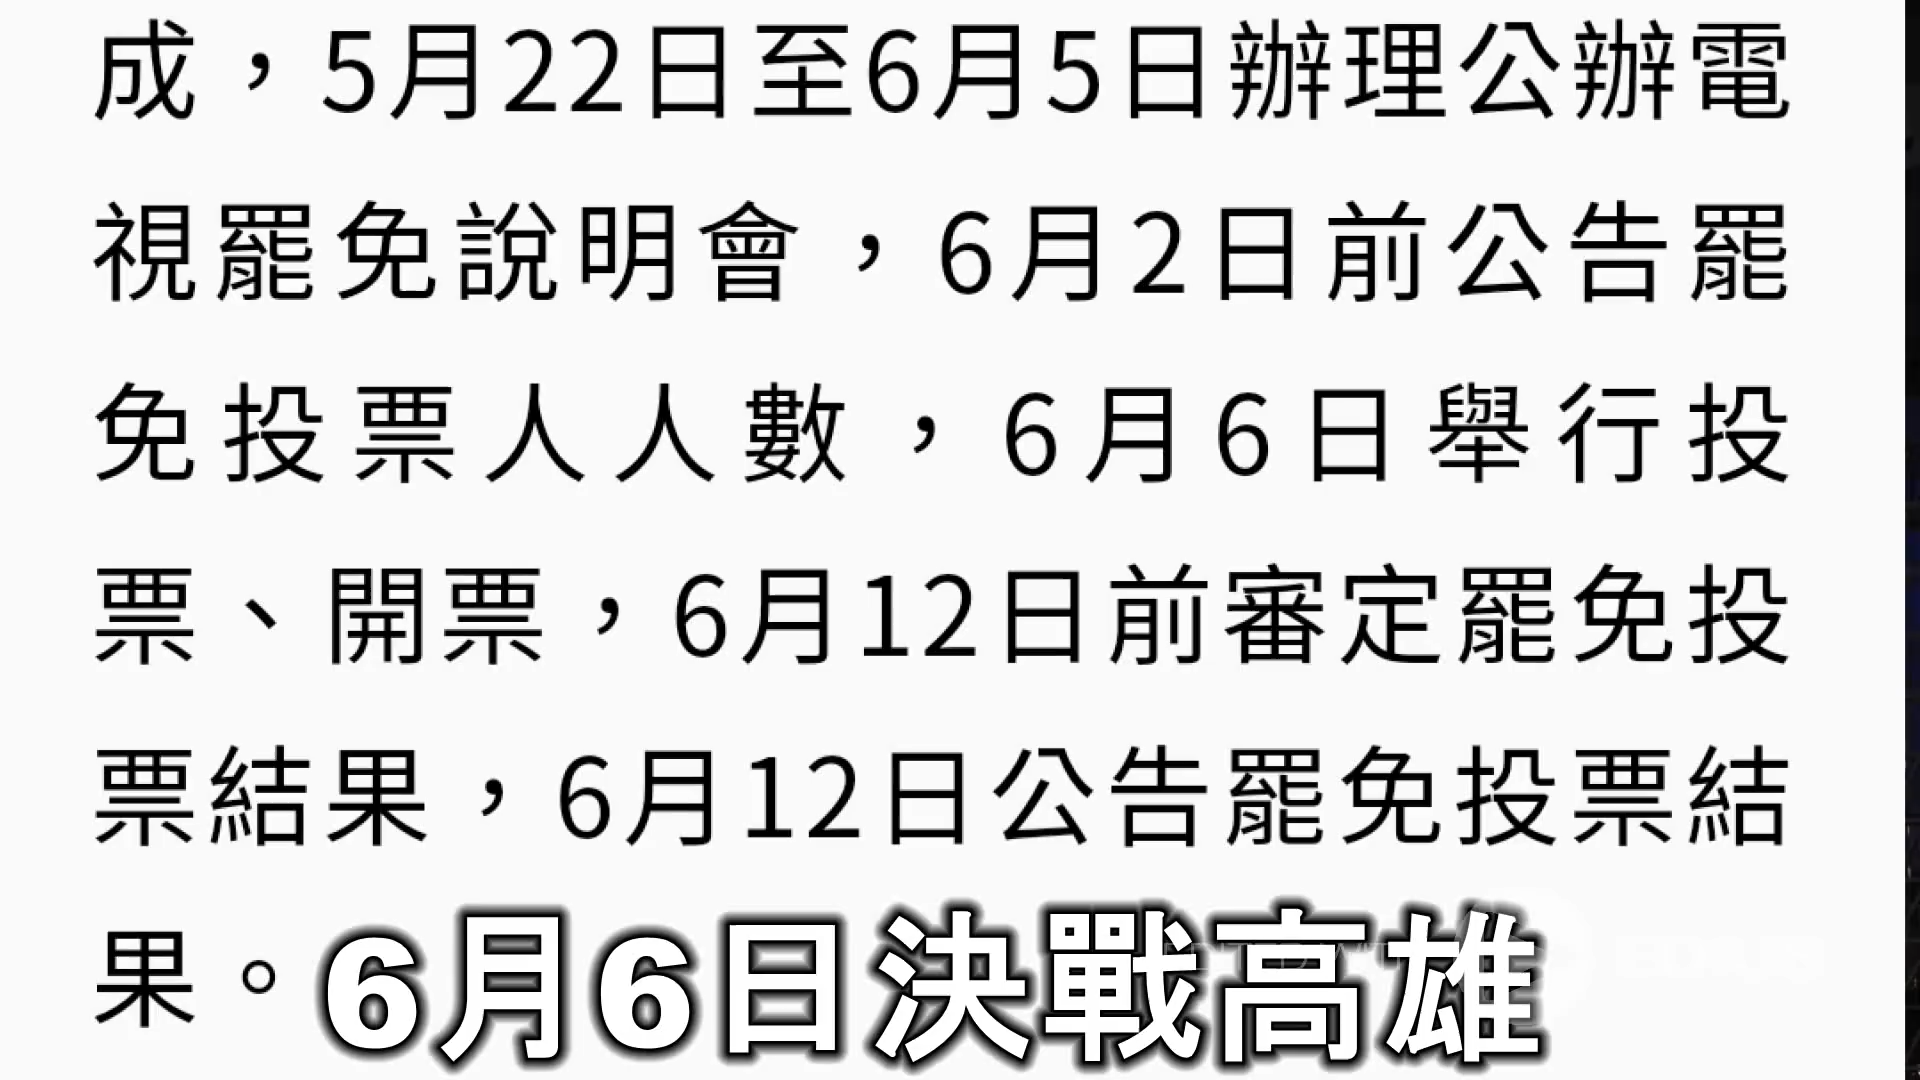 成，5月22日至6月5日辦理公辦電
視罷免說明會，6月2日前公告罷
免投票人人數，6月6日舉行投
票、開票，6月12日前審定罷免投
票結果，6月12日公告罷免投票結
果。
6月6日決戰高雄